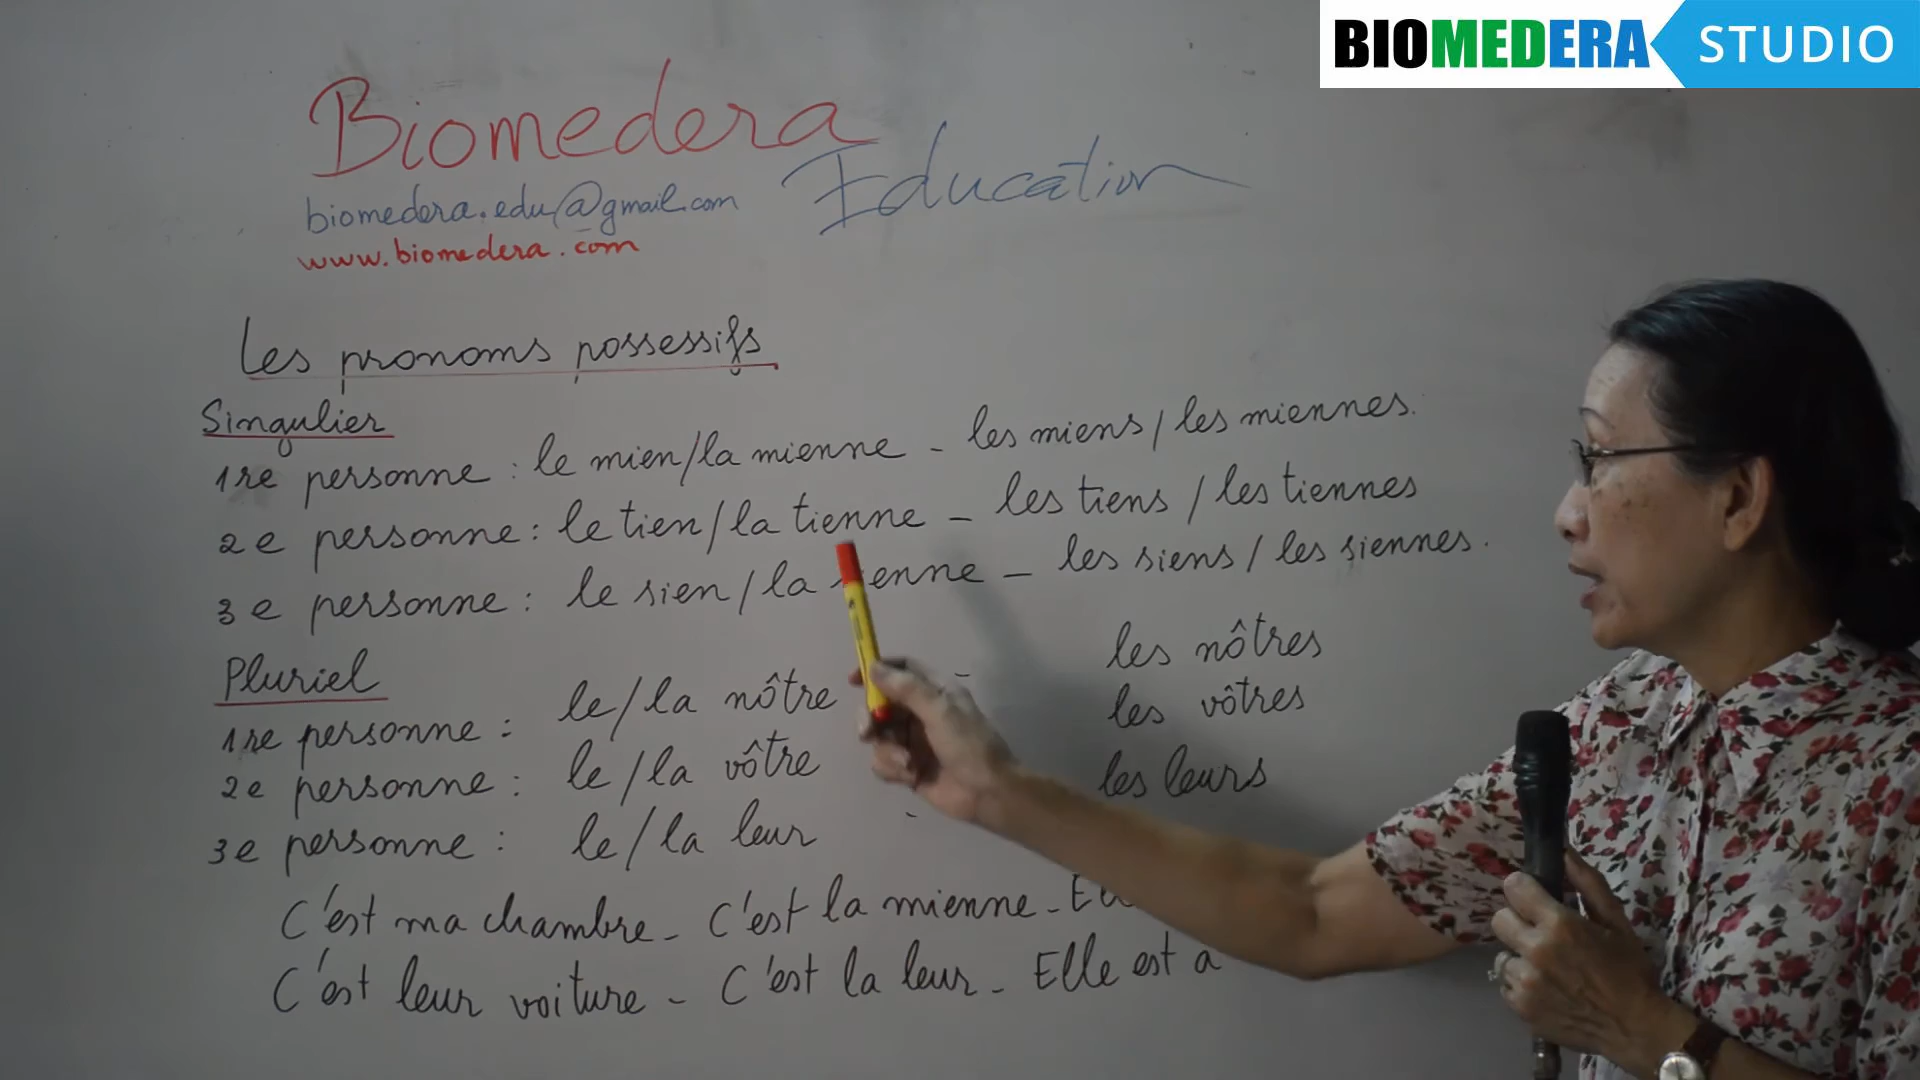 BIOMEDERA STUDIO
Biomedera
Education
biomedera.edu@gmail.com
www.biomedera.com
Les pronoms possessifs
Singulier
1re personne : le mien/la mienne - les miens / les miennes.
2e personne : le tien/la tienne - les tiens / les tiennes
3e personne : le sien/la - les siens / les siennes.
Pluriel
1re personne : le/la nôtre - les nôtres
2e personne : le/la vôtre les vôtres
3e personne : le/la leur - les leurs
C'est ma chambre - C'est la mienne -
C'est leur voiture - C'est la leur - Elle est à